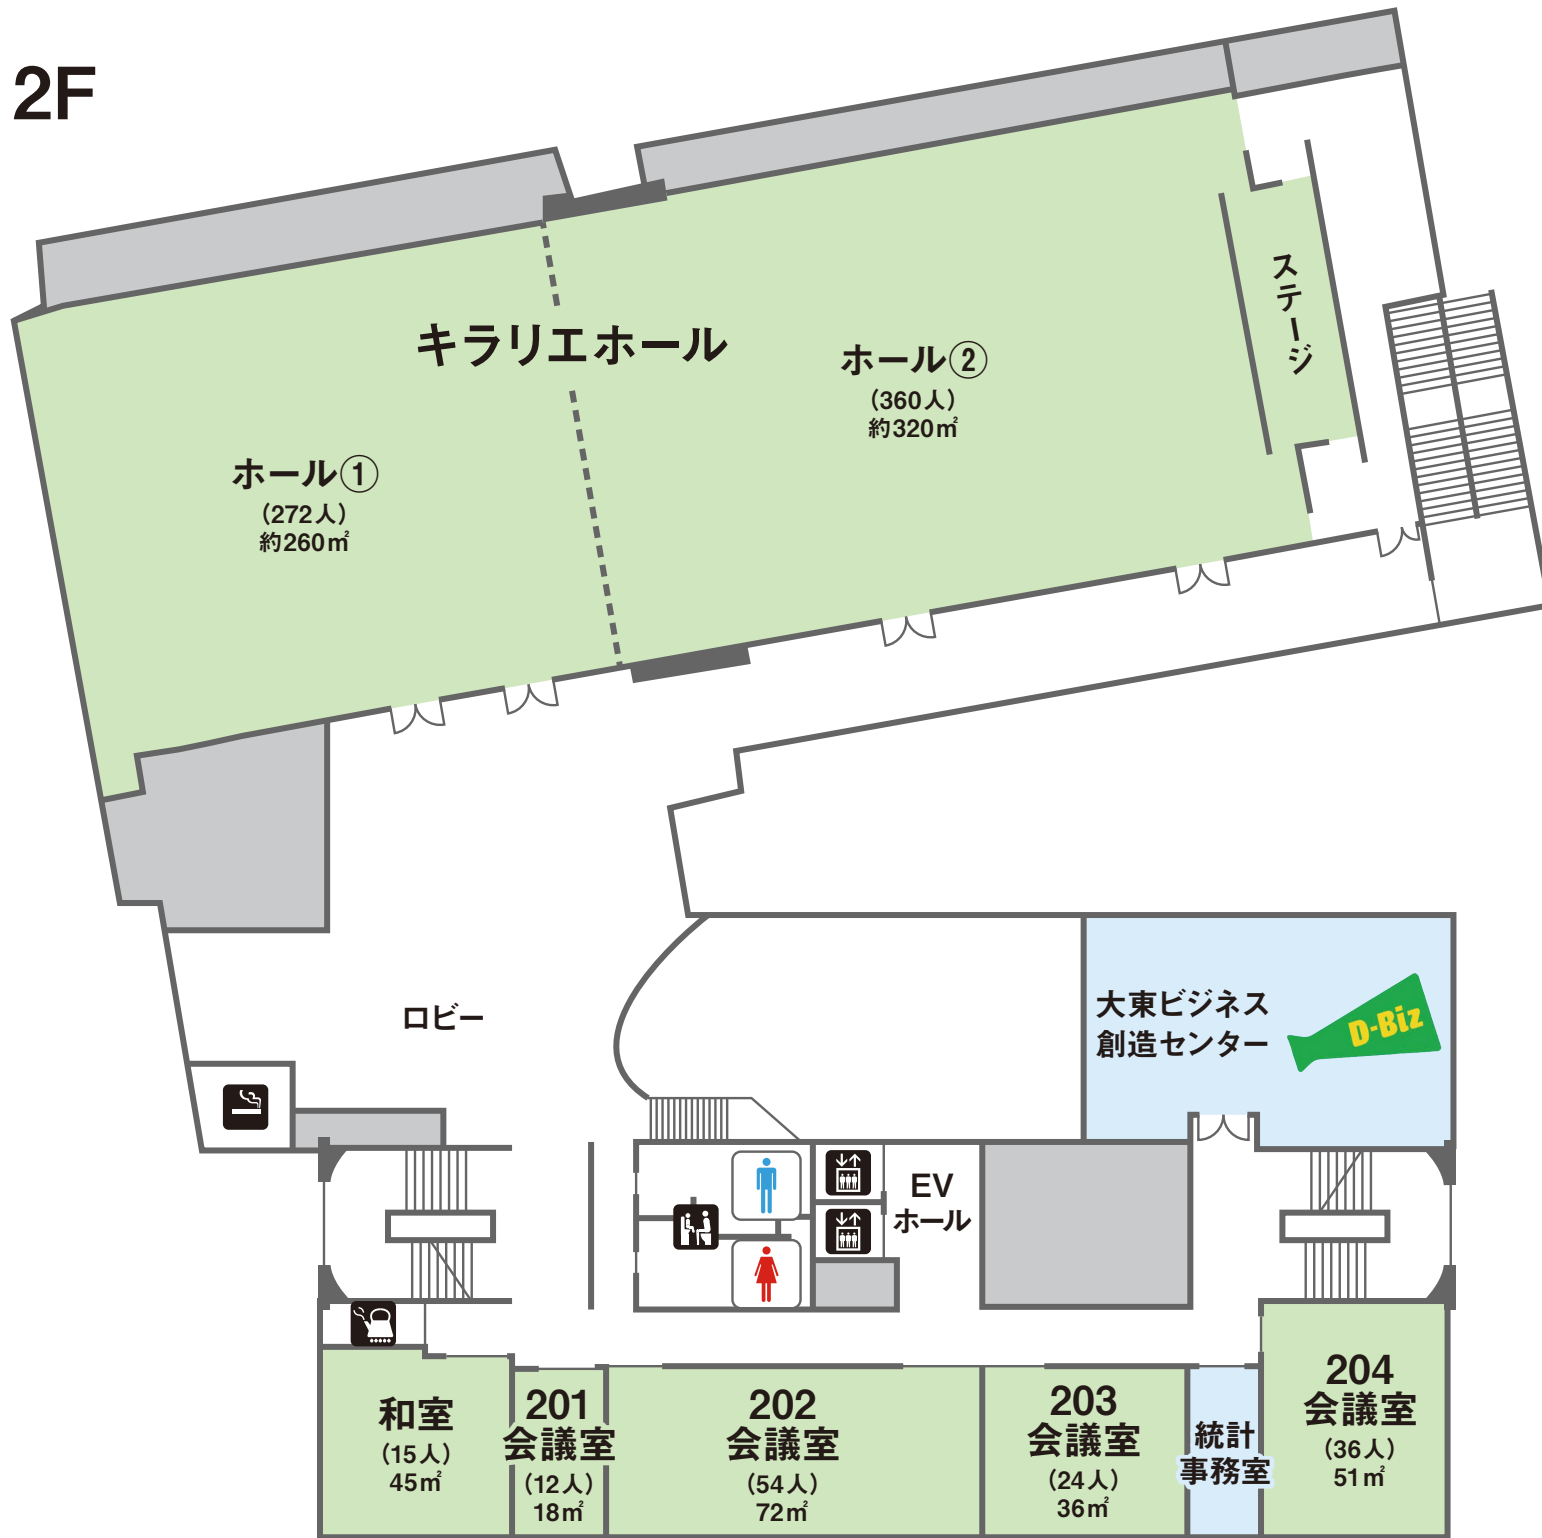 2F
キラリエホール
ホール①
(272人)
約260㎡
ホール②
(360人)
約320㎡
ステージ
ロビー
大東ビジネス
創造センター
D-Biz
EV
ホール
和室
(15人)
45㎡
201
会議室
(12人)
18㎡
202
会議室
(54人)
72㎡
203
会議室
(24人)
36㎡
統計
事務室
204
会議室
(36人)
51㎡